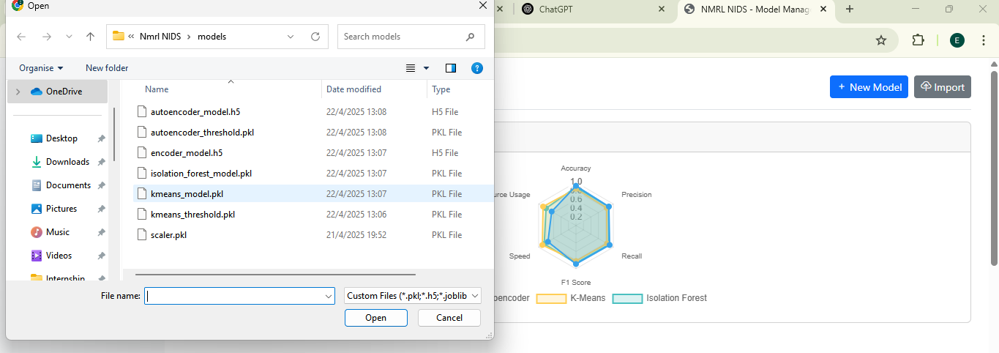 Open
ChatGPT
NMRL NIDS - Model Manag
« Nmrl NIDS > models
Search models
E
Organise
New folder
?
+ New Model
Import
OneDrive
Desktop
Downloads
Documents
Pictures
Music
Videos
Internship
Name Date modified Type
autoencoder_model.h5 22/4/2025 13:08 H5 File
autoencoder_threshold.pkl 22/4/2025 13:08 PKL File
encoder_model.h5 22/4/2025 13:07 H5 File
isolation_forest_model.pkl 22/4/2025 13:07 PKL File
kmeans_model.pkl 22/4/2025 13:07 PKL File
kmeans_threshold.pkl 22/4/2025 13:06 PKL File
scaler.pkl 21/4/2025 19:52 PKL File
File name:
Custom Files (*.pkl;*.h5;*.joblib
Open
Cancel
Accuracy
1.0
0.8
0.6
0.4
0.2
urce Usage
Precision
Speed
Recall
F1 Score
oencoder K-Means Isolation Forest